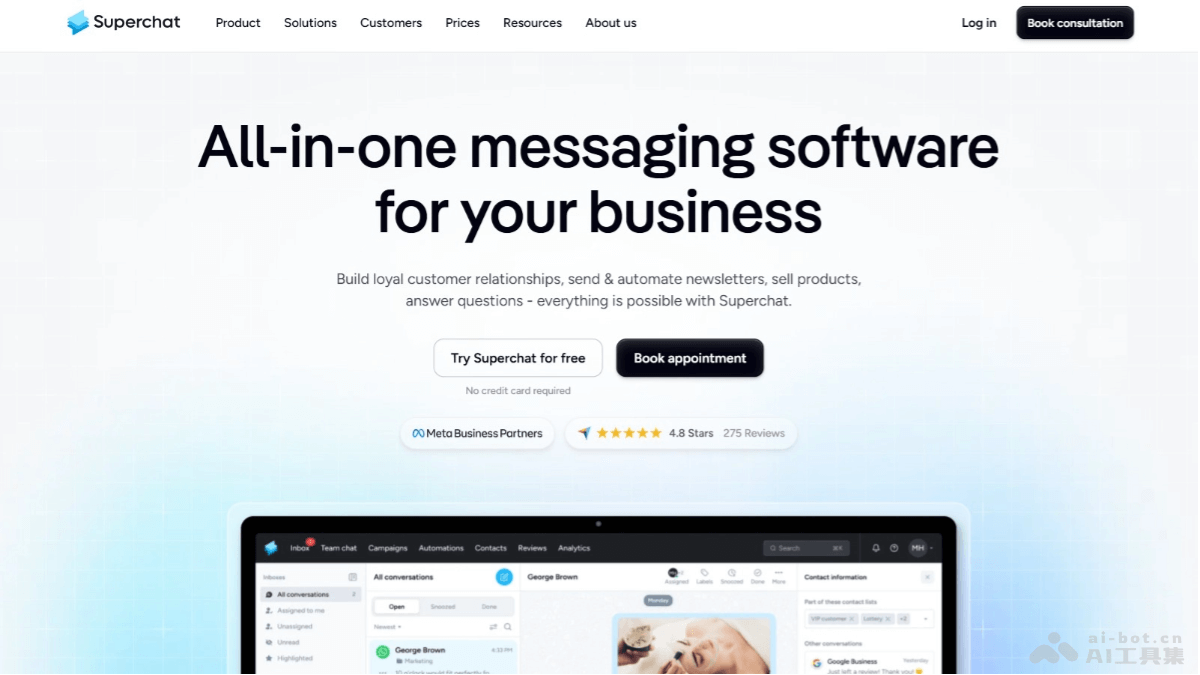 Superchat
Product
Solutions
Customers
Prices
Resources
About us
Log in
Book consultation
All-in-one messaging software
for your business
Build loyal customer relationships, send & automate newsletters, sell products,
answer questions - everything is possible with Superchat.
Try Superchat for free
Book appointment
No credit card required
Meta Business Partners
4.8 Stars
275 Reviews
Inbox
Team chat
Campaigns
Automations
Contacts
Reviews
Analytics
Search
⌘K
MH
Inboxes
All conversations
Assigned to me
Unassigned
Unread
Highlighted
All conversations
Open
Snoozed
Done
Newest
George Brown
4:33 PM
Marketing
George Brown
Assigned
Labels
Snoozed
Done
More
Monday
Contact information
Part of these contact lists
VIP customer
Lottery
+2
Other conversations
Google Business
Yesterday
Just left a review! Thank you!
ai-bot.cn
AI工具集